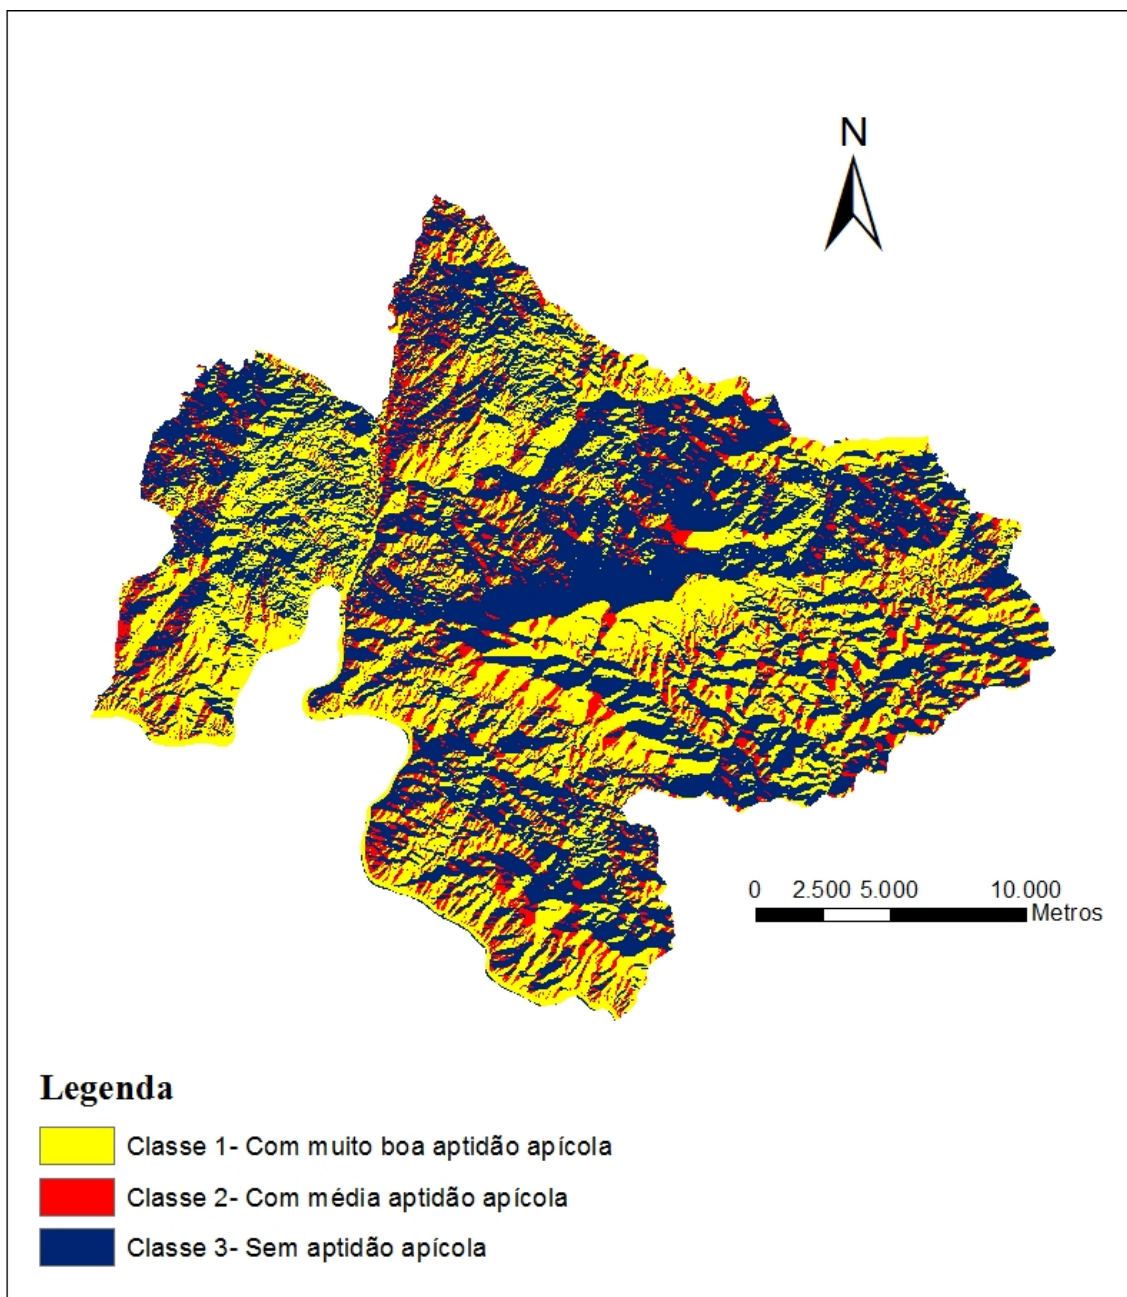 N
0 2.500 5.000 10.000
Metros
Legenda
Classe 1- Com muito boa aptidão apícola
Classe 2- Com média aptidão apícola
Classe 3- Sem aptidão apícola